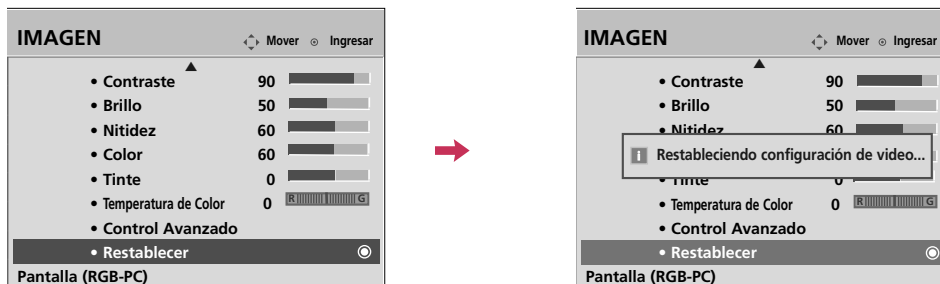 IMAGEN
Mover Ingresar
• Contraste 90
• Brillo 50
• Nitidez 60
• Color 60
• Tinte 0
• Temperatura de Color 0 R G
• Control Avanzado
• Restablecer
Pantalla (RGB-PC)
IMAGEN
Mover Ingresar
• Contraste 90
• Brillo 50
• Nitidez 60
i Restableciendo configuración de video...
• Tinte 0
• Temperatura de Color 0 R G
• Control Avanzado
• Restablecer
Pantalla (RGB-PC)